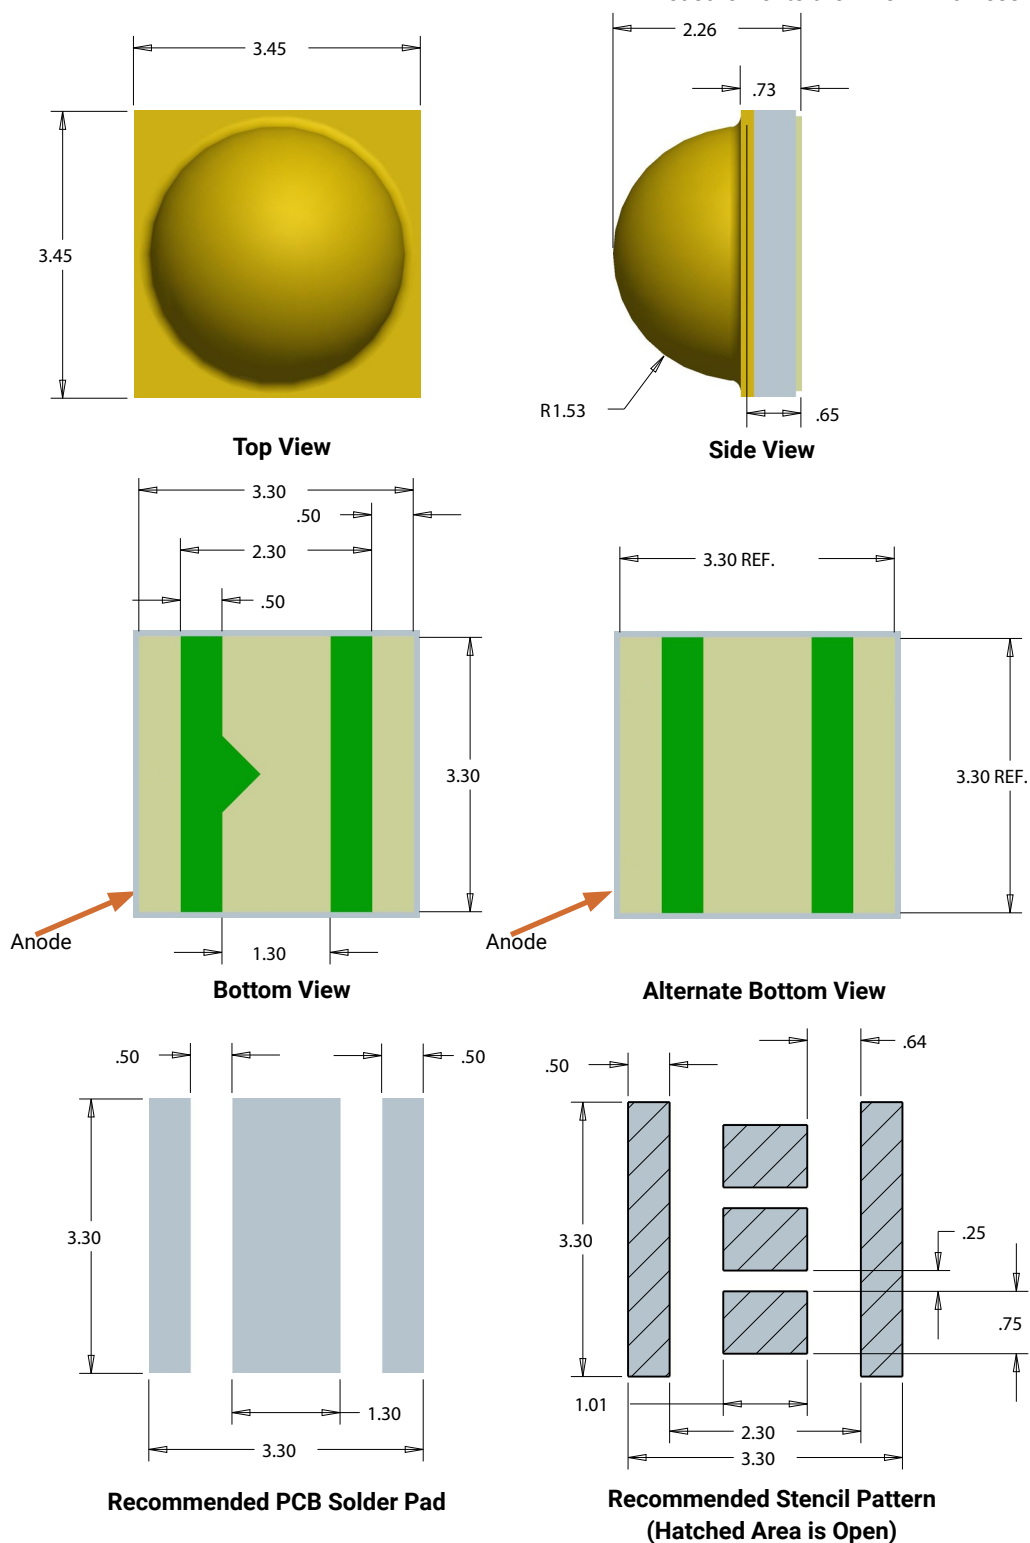 2.26
3.45
.73
3.45
R1.53
.65
Top View
Side View
3.30
.50
2.30
.50
3.30
Anode
1.30
Bottom View
3.30 REF.
3.30 REF.
Anode
Alternate Bottom View
.50
.50
3.30
1.30
3.30
Recommended PCB Solder Pad
.64
.50
3.30
.25
.75
1.01
2.30
3.30
Recommended Stencil Pattern
(Hatched Area is Open)